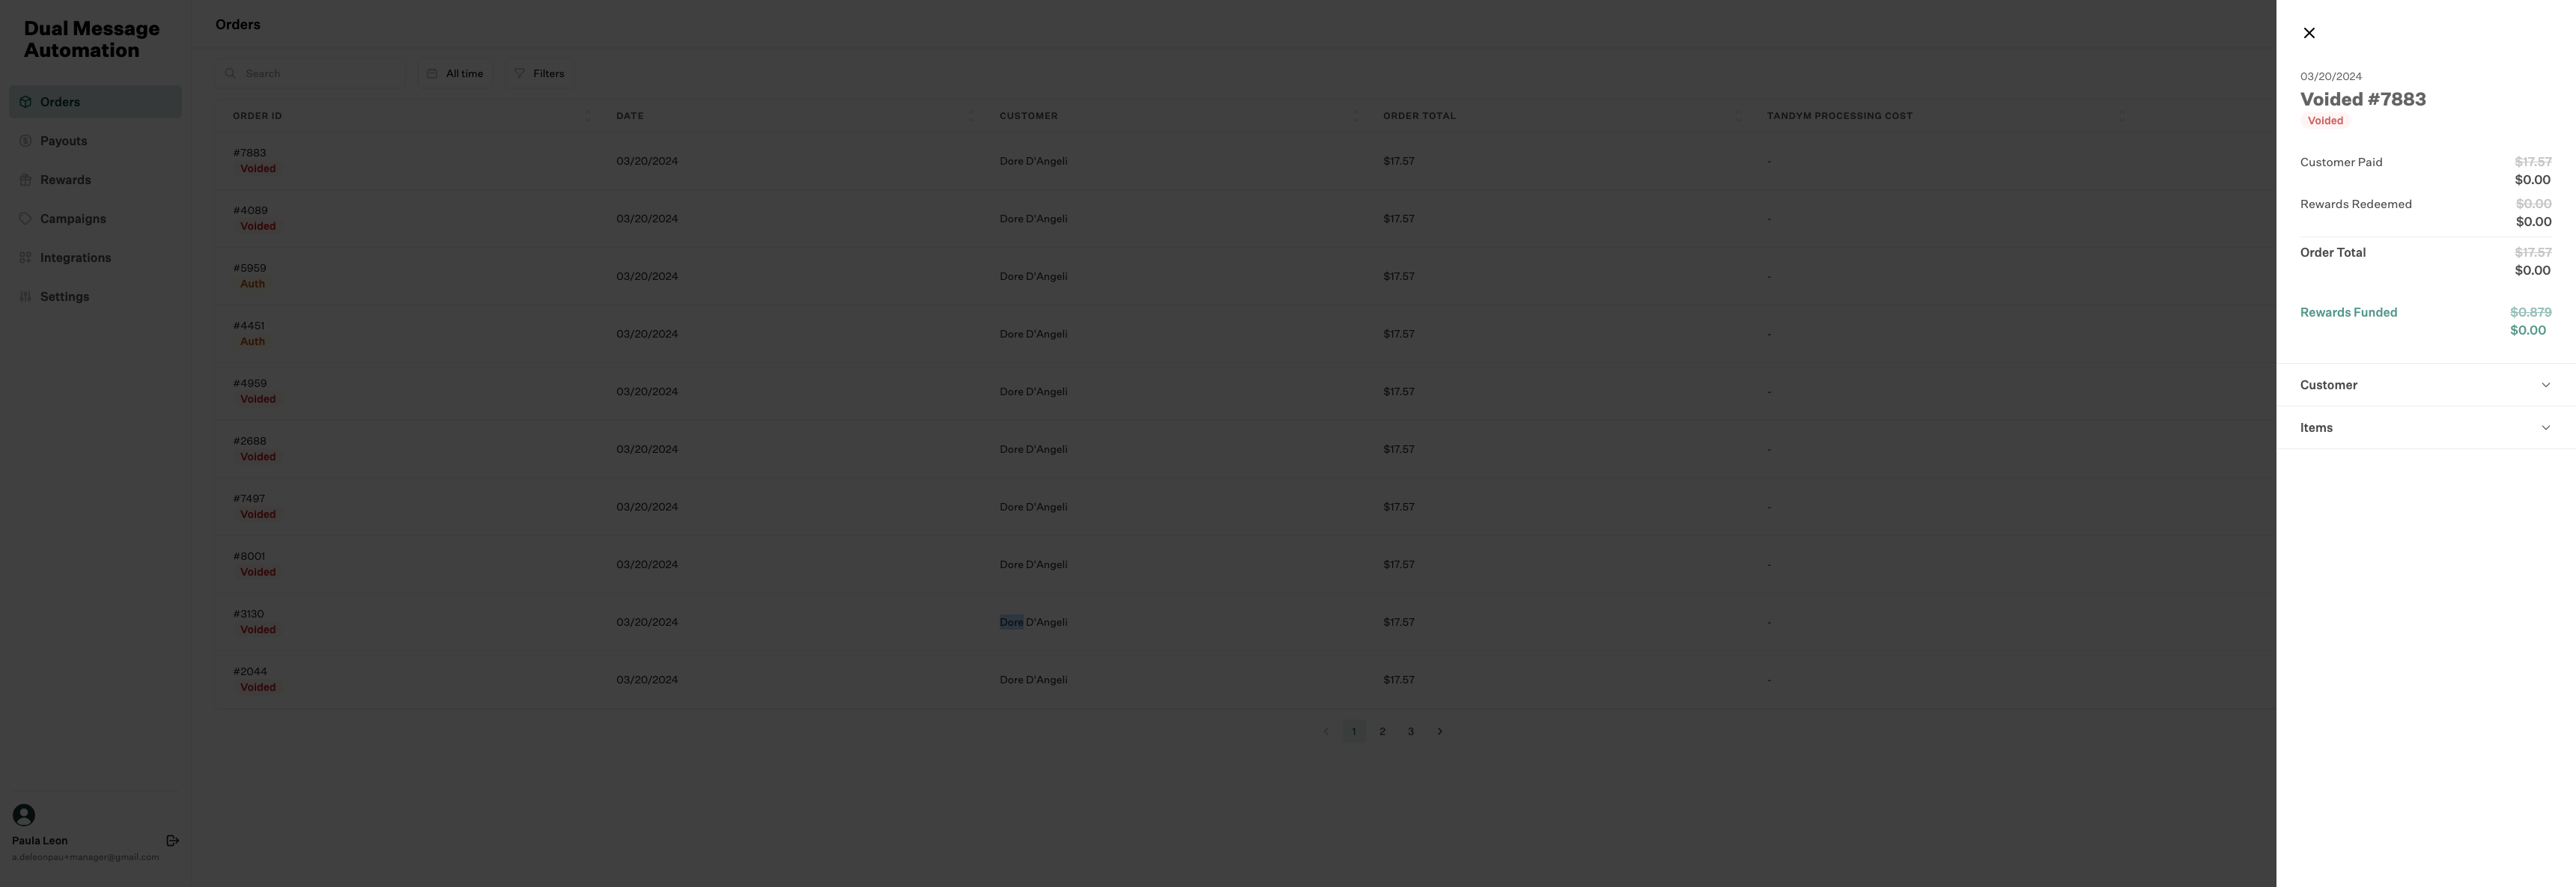 Dual Message
Automation
Orders
Payouts
Rewards
Campaigns
Integrations
Settings
Paula Leon
a.deleonpau+manager@gmail.com
Orders
Search
All time
Filters
ORDER ID DATE CUSTOMER ORDER TOTAL TANDYM PROCESSING COST
#7883
Voided 03/20/2024 Dore D'Angeli $17.57 -
#4089
Voided 03/20/2024 Dore D'Angeli $17.57 -
#5959
Auth 03/20/2024 Dore D'Angeli $17.57 -
#4451
Auth 03/20/2024 Dore D'Angeli $17.57 -
#4959
Voided 03/20/2024 Dore D'Angeli $17.57 -
#2688
Voided 03/20/2024 Dore D'Angeli $17.57 -
#7497
Voided 03/20/2024 Dore D'Angeli $17.57 -
#8001
Voided 03/20/2024 Dore D'Angeli $17.57 -
#3130
Voided 03/20/2024 Dore D'Angeli $17.57 -
#2044
Voided 03/20/2024 Dore D'Angeli $17.57 -
1 2 3
03/20/2024
Voided #7883
Voided
Customer Paid $17.57
$0.00
Rewards Redeemed $0.00
$0.00
Order Total $17.57
$0.00
Rewards Funded $0.879
$0.00
Customer
Items